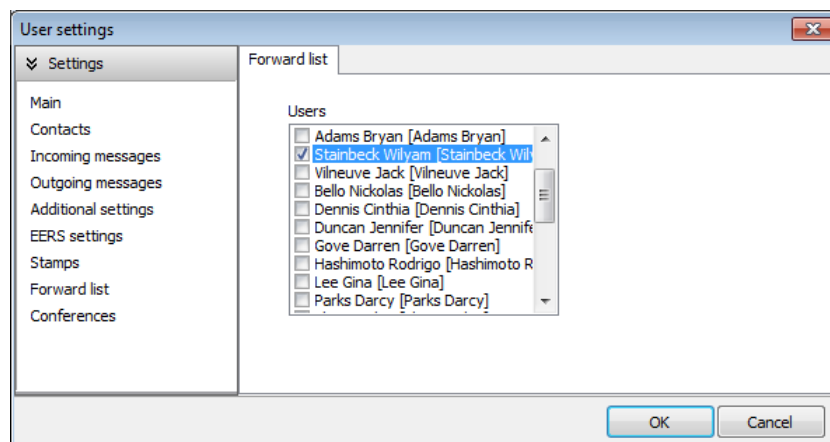 User settings
Settings
Main
Contacts
Incoming messages
Outgoing messages
Additional settings
EERS settings
Stamps
Forward list
Conferences
Forward list
Users
Adams Bryan [Adams Bryan]
Stainbeck Wilyam [Stainbeck Wily
Vilneuve Jack [Vilneuve Jack]
Bello Nickolas [Bello Nickolas]
Dennis Cinthia [Dennis Cinthia]
Duncan Jennifer [Duncan Jennife
Gove Darren [Gove Darren]
Hashimoto Rodrigo [Hashimoto R
Lee Gina [Lee Gina]
Parks Darcy [Parks Darcy]
OK
Cancel